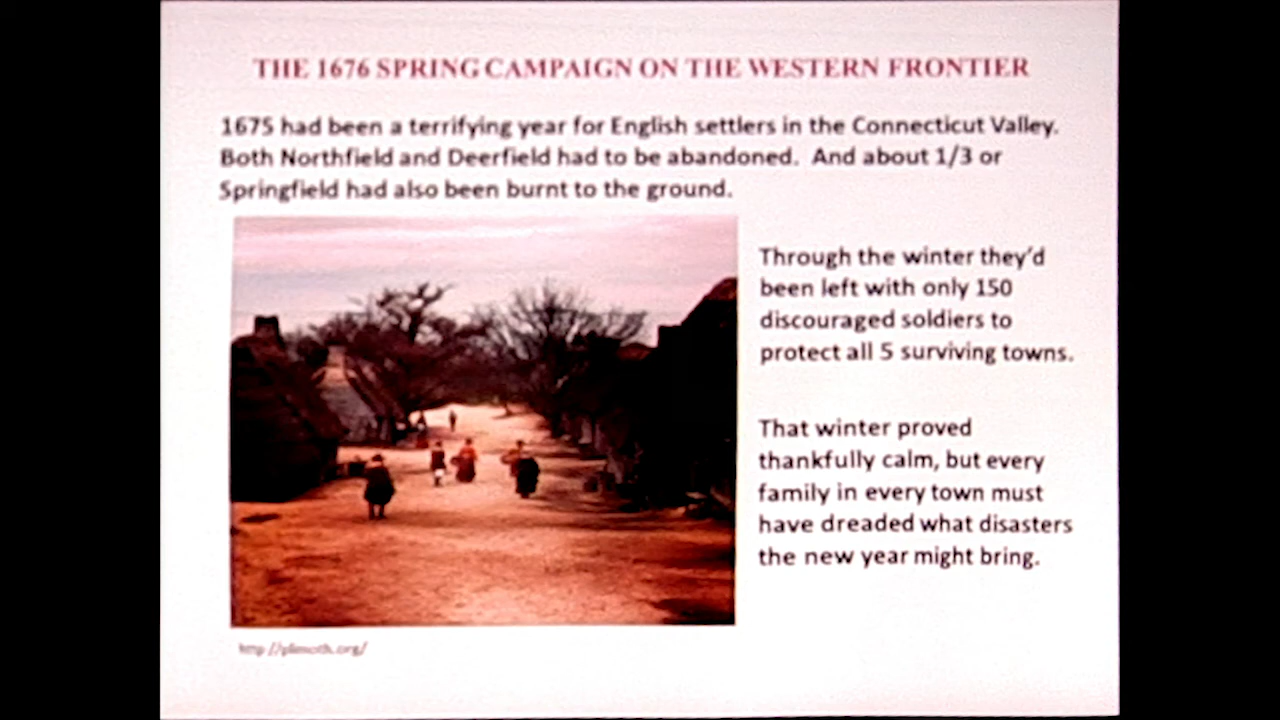 THE 1676 SPRING CAMPAIGN ON THE WESTERN FRONTIER
1675 had been a terrifying year for English settlers in the Connecticut Valley.
Both Northfield and Deerfield had to be abandoned. And about 1/3 or
Springfield had also been burnt to the ground.
Through the winter they'd
been left with only 150
discouraged soldiers to
protect all 5 surviving towns.
That winter proved
thankfully calm, but every
family in every town must
have dreaded what disasters
the new year might bring.
http://plimoth.org/